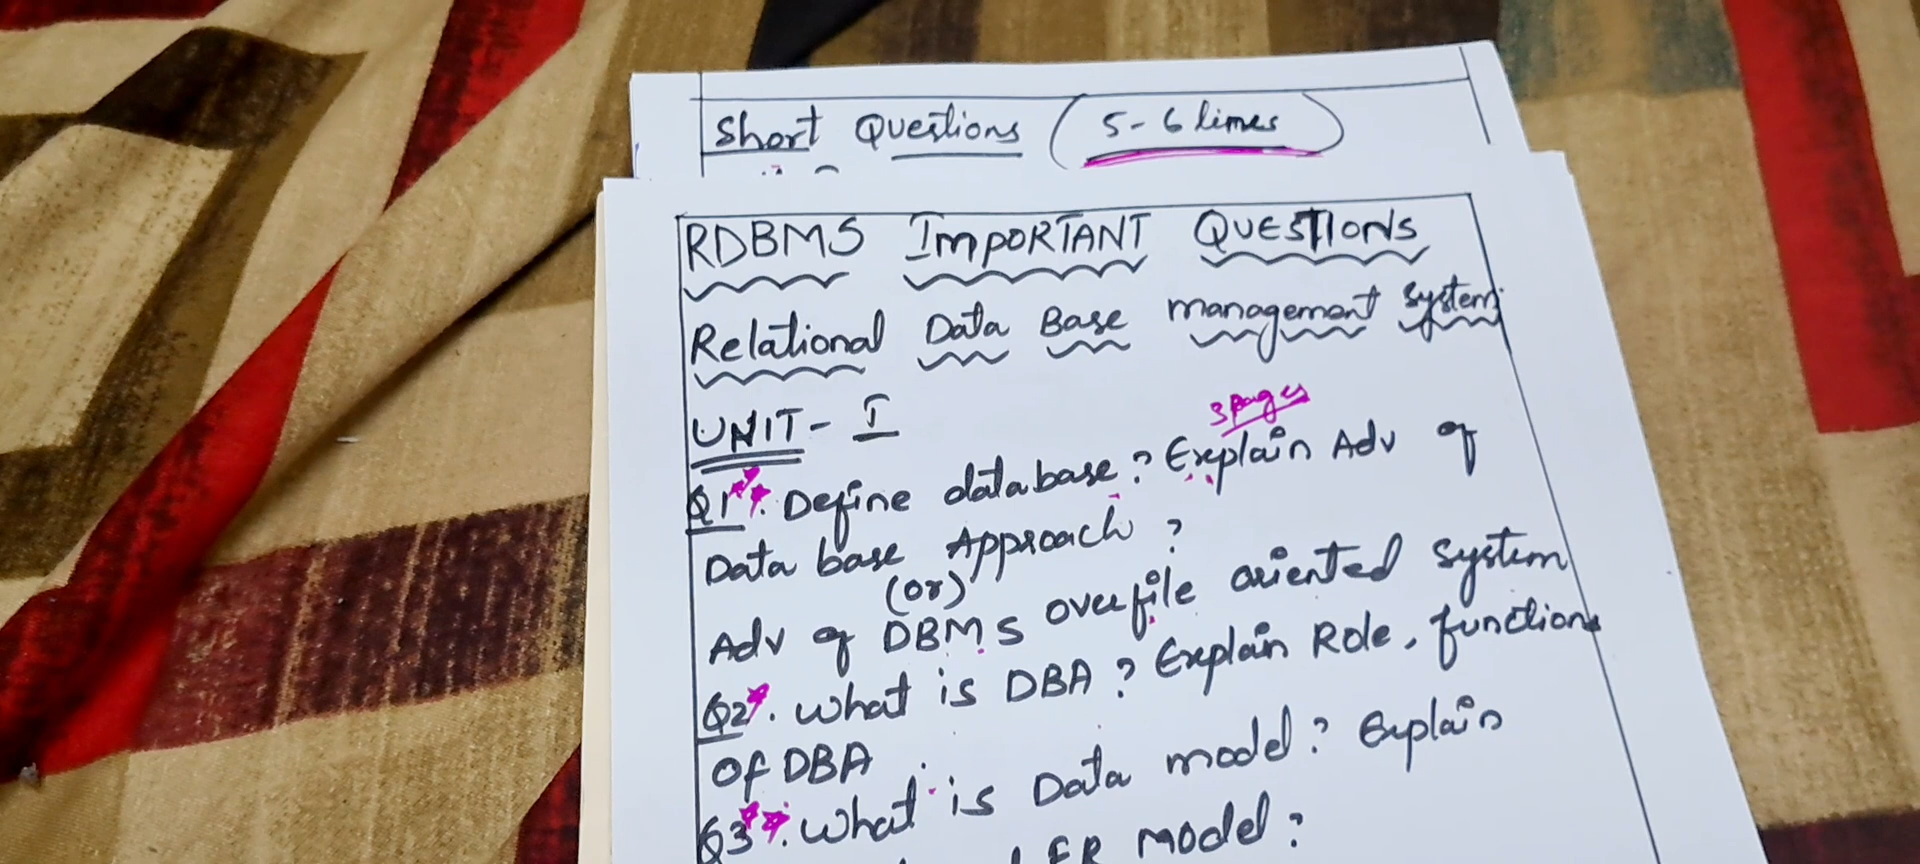 Short Questions (5-6 limes)
RDBMS IMPORTANT QUESTIONS
Relational Data Base management System
UNIT - I
3 pages
Q1. Define database? Explain Adv of
Data base Approach?
(or)
Adv of DBMS over file oriented system
Q2. What is DBA? Explain Role, functions
Of DBA
Q3. What is Data model? Explain
ER model?